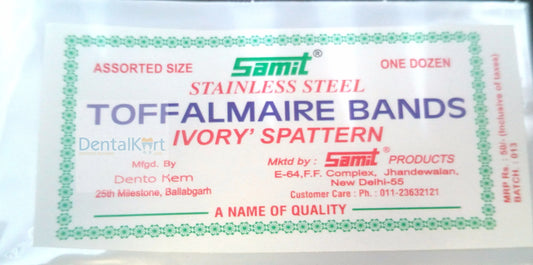 ASSORTED SIZE Samit® ONE DOZEN
STAINLESS STEEL
TOFFALMAIRE BANDS
DentalKart
IVORY' SPATTERN
Mfgd. By
Dento Kem
25th Milestone, Ballabgarh
Mktd by : Samit® PRODUCTS
E-64,F.F. Complex, Jhandewalan,
New Delhi-55
Customer Care : Ph. : 011-23632121
A NAME OF QUALITY
MRP Rs. : 50/- (Inclusive of taxes)
BATCH. : 013